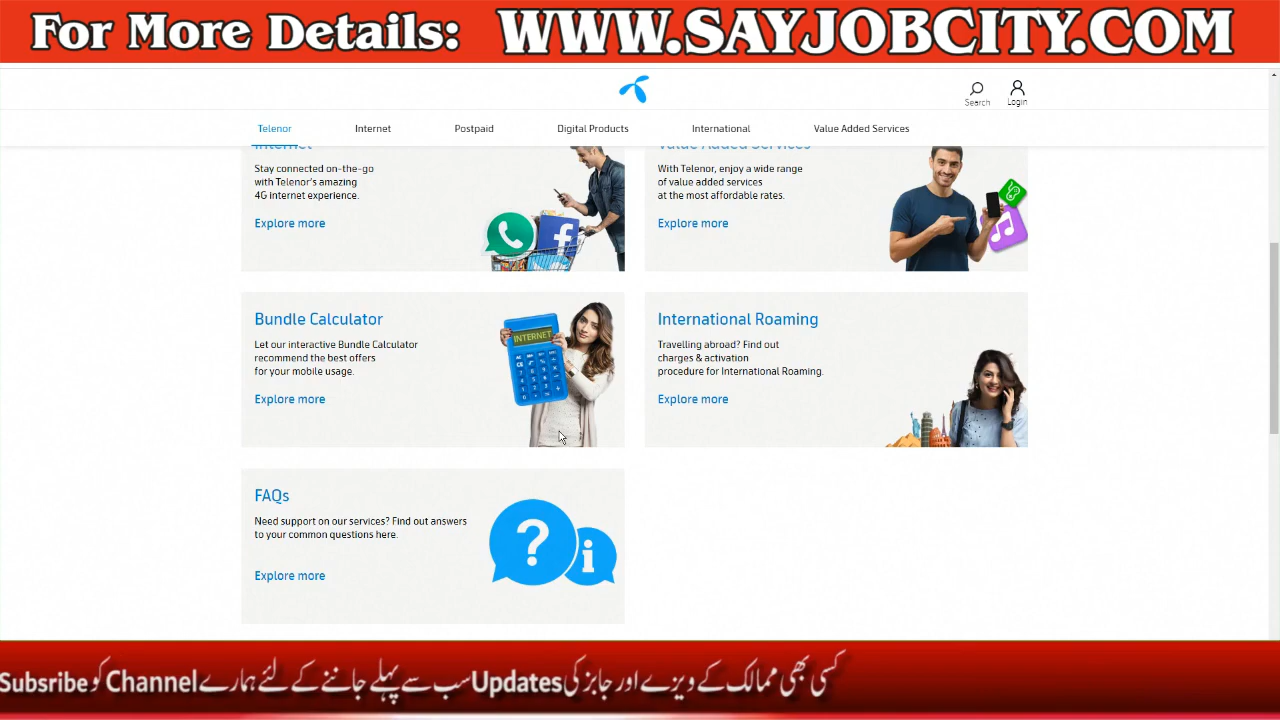 For More Details: WWW.SAYJOBCITY.COM
Search
Login
Telenor
Internet
Postpaid
Digital Products
International
Value Added Services
Internet
Stay connected on-the-go
with Telenor's amazing
4G internet experience.
Explore more
Value Added Services
With Telenor, enjoy a wide range
of value added services
at the most affordable rates.
Explore more
Bundle Calculator
Let our interactive Bundle Calculator
recommend the best offers
for your mobile usage.
Explore more
INTERNET
International Roaming
Travelling abroad? Find out
charges & activation
procedure for International Roaming.
Explore more
FAQs
Need support on our services? Find out answers
to your common questions here.
Explore more
کسی بھی ممالک کے ویزے اور جابز کی Updates سب سے پہلے جاننے کے لئے ہمارے Channel کو Subsribe